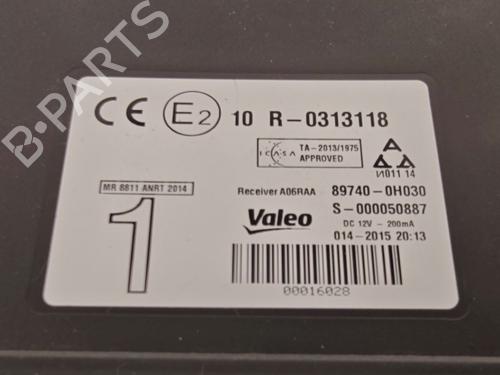 CE E2 10 R-0313118
ICASA TA-2013/1975
APPROVED
И011 14
MR 8811 ANRT 2014
Receiver A06RAA 89740-0H030
1
Valeo S-000050887
DC 12V - 200mA
014-2015 20:13
00016028
B-PARTS